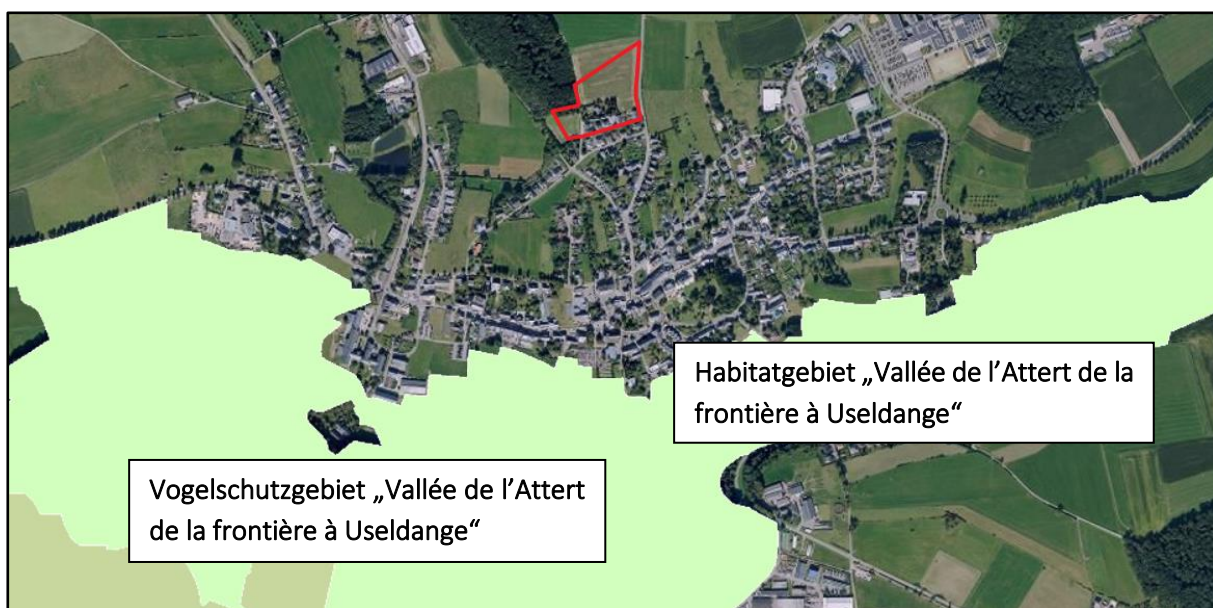 Habitatgebiet „Vallée de l’Attert de la
frontière à Useldange“
Vogelschutzgebiet „Vallée de l’Attert
de la frontière à Useldange“